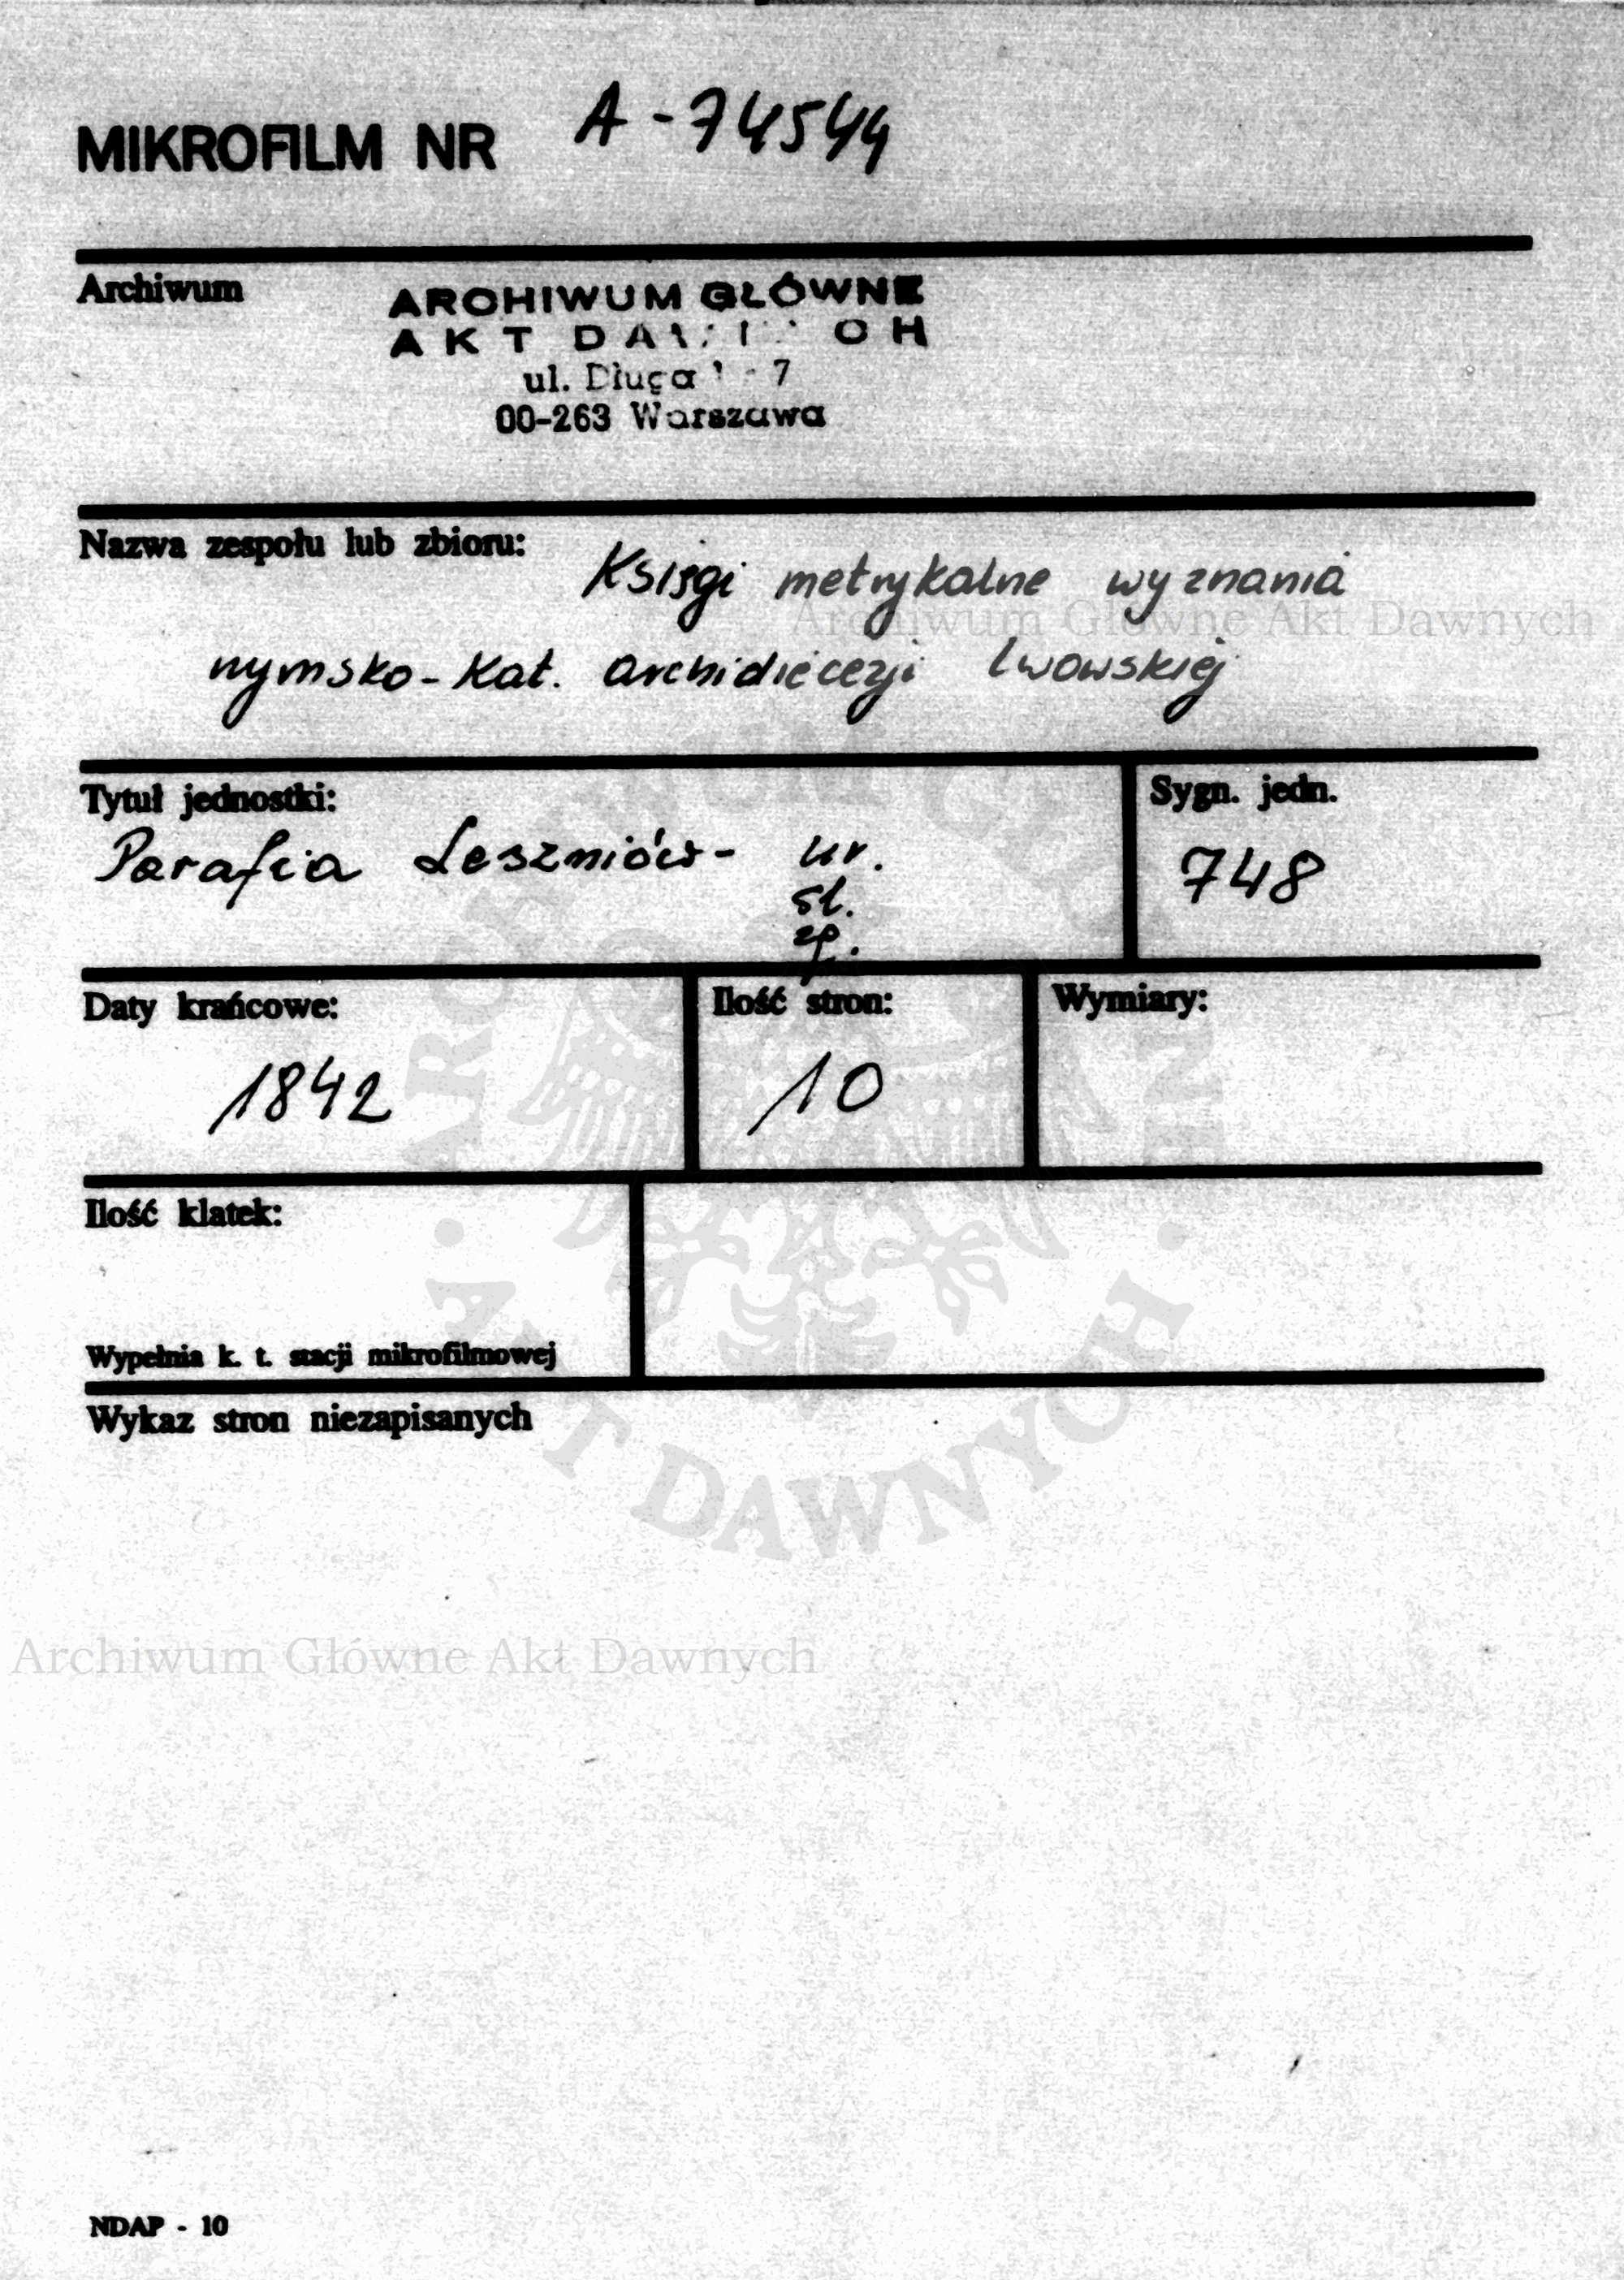 MIKROFILM NR A-74544
Archiwum
ARCHIWUM GŁÓWNE
AKT
ul. Długa 7
00-263 Warszawa
Nazwa zespołu lub zbioru:
Księgi metrykalne wyznania
Archiwum Główne Akt Dawnych
rzymsko-kat. archidiecezji lwowskiej
Tytuł jednostki:
Sygn. jedn.
Parafia Leszniów- ur.
748
śl.
zg.
Daty krańcowe:
Ilość stron:
Wymiary:
1842
10
Ilość klatek:
Wypełnia k. t. stacji mikrofilmowej
AKT DAWNYCH
Wykaz stron niezapisanych
Archiwum Główne Akt Dawnych
NDAP - 10